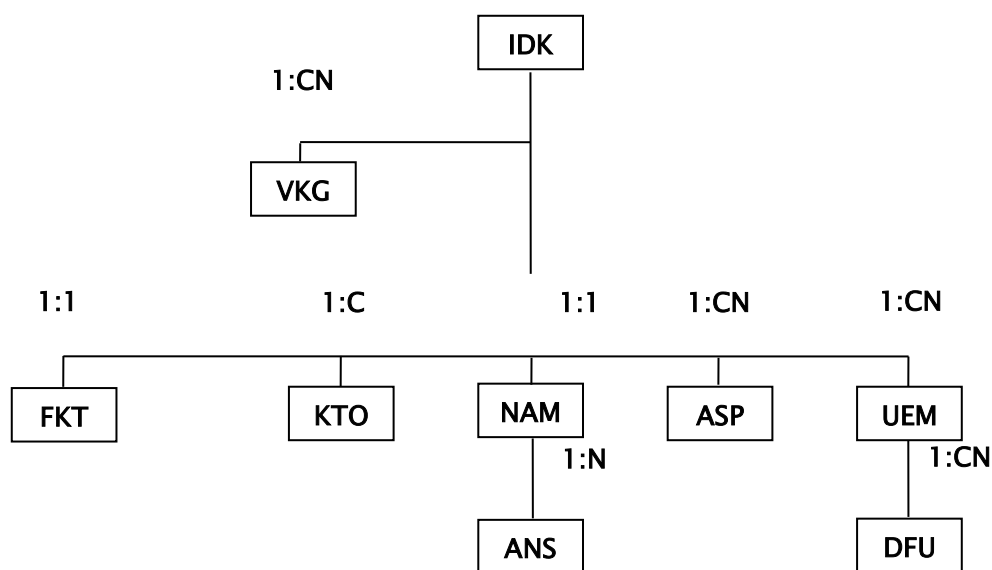 IDK
1:CN
VKG
1:1 1:C 1:1 1:CN 1:CN
FKT KTO NAM ASP UEM
1:N 1:CN
ANS DFU